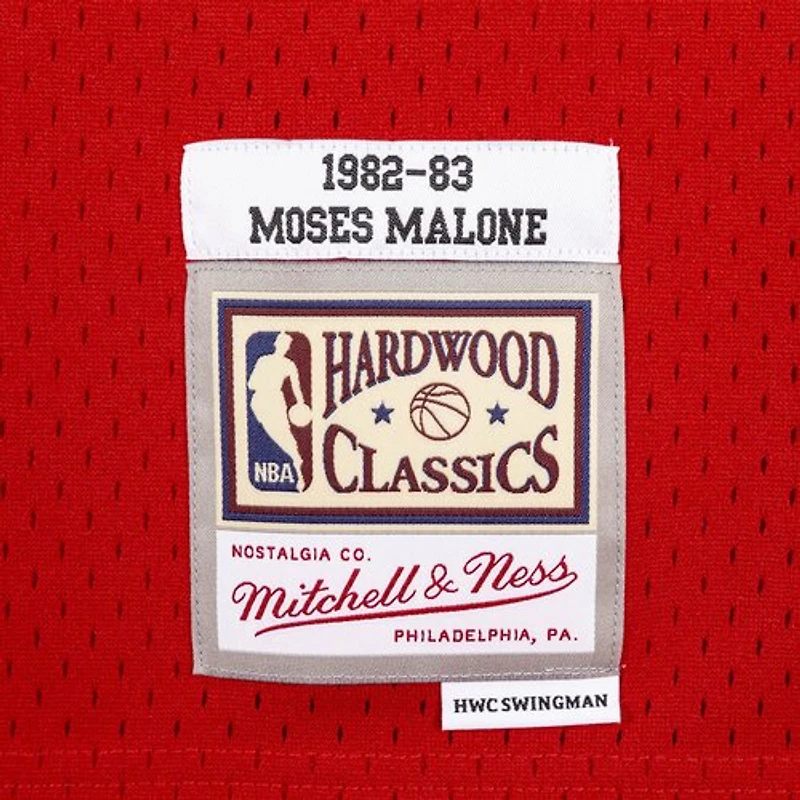 1982-83
MOSES MALONE
HARDWOOD
CLASSICS
NBA
NOSTALGIA CO.
Mitchell & Ness
PHILADELPHIA, PA.
HWC SWINGMAN